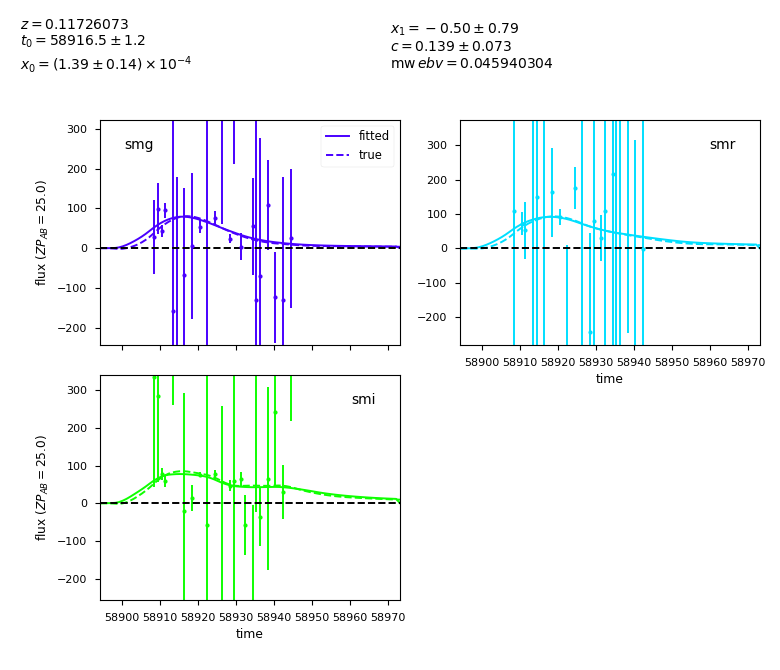 z = 0.11726073
t₀ = 58916.5 ± 1.2
x₀ = (1.39 ± 0.14) × 10⁻⁴
x₁ = −0.50 ± 0.79
c = 0.139 ± 0.073
mw ebv = 0.045940304
smg
fitted
true
300
200
100
0
−100
−200
flux (ZP_AB = 25.0)
smr
300
200
100
0
−100
−200
58900 58910 58920 58930 58940 58950 58960 58970
time
smi
300
200
100
0
−100
−200
flux (ZP_AB = 25.0)
58900 58910 58920 58930 58940 58950 58960 58970
time